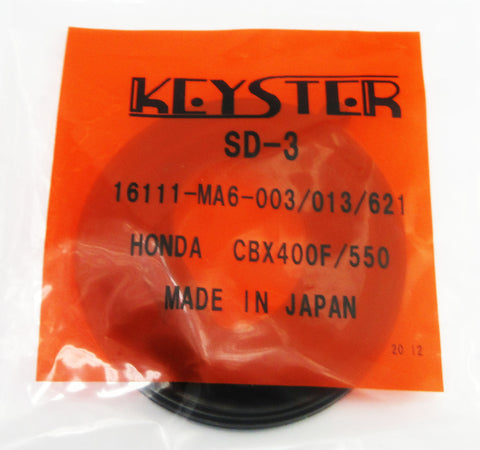 KEYSTER
SD-3
16111-MA6-003/013/621
HONDA CBX400F/550
MADE IN JAPAN
20 12